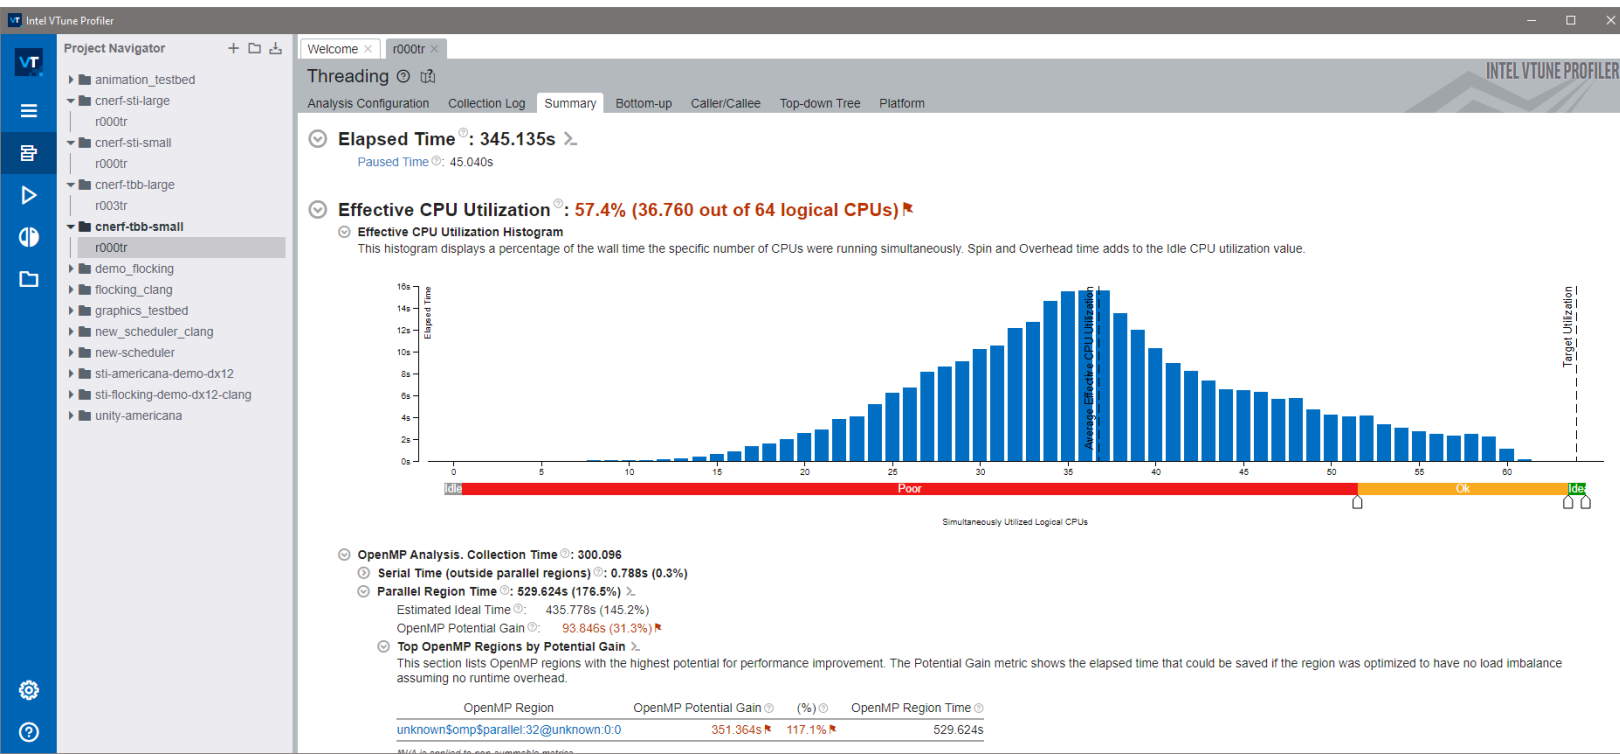 Intel VTune Profiler
Project Navigator
animation_testbed
cnerf-sti-large
r000tr
cnerf-sti-small
r000tr
cnerf-tbb-large
r003tr
cnerf-tbb-small
r000tr
demo_flocking
flocking_clang
graphics_testbed
new_scheduler_clang
new-scheduler
sti-americana-demo-dx12
sti-flocking-demo-dx12-clang
unity-americana
Welcome
r000tr
Threading
INTEL VTUNE PROFILER
Analysis Configuration Collection Log Summary Bottom-up Caller/Callee Top-down Tree Platform
Elapsed Time: 345.135s
Paused Time: 45.040s
Effective CPU Utilization: 57.4% (36.760 out of 64 logical CPUs)
Effective CPU Utilization Histogram
This histogram displays a percentage of the wall time the specific number of CPUs were running simultaneously. Spin and Overhead time adds to the Idle CPU utilization value.
16s
14s
12s
10s
8s
6s
4s
2s
0s
Elapsed Time
Average Effective CPU Utilization
Target Utilization
0 5 10 15 20 25 30 35 40 45 50 55 60
Idle Poor Ok Idea
Simultaneously Utilized Logical CPUs
OpenMP Analysis. Collection Time: 300.096
Serial Time (outside parallel regions): 0.788s (0.3%)
Parallel Region Time: 529.624s (176.5%)
Estimated Ideal Time: 435.778s (145.2%)
OpenMP Potential Gain: 93.846s (31.3%)
Top OpenMP Regions by Potential Gain
This section lists OpenMP regions with the highest potential for performance improvement. The Potential Gain metric shows the elapsed time that could be saved if the region was optimized to have no load imbalance
assuming no runtime overhead.
OpenMP Region OpenMP Potential Gain (%) OpenMP Region Time
unknown$omp$parallel:32@unknown:0:0 351.364s 117.1% 529.624s
*N/A is applied to non-summable metrics.
VT
VT